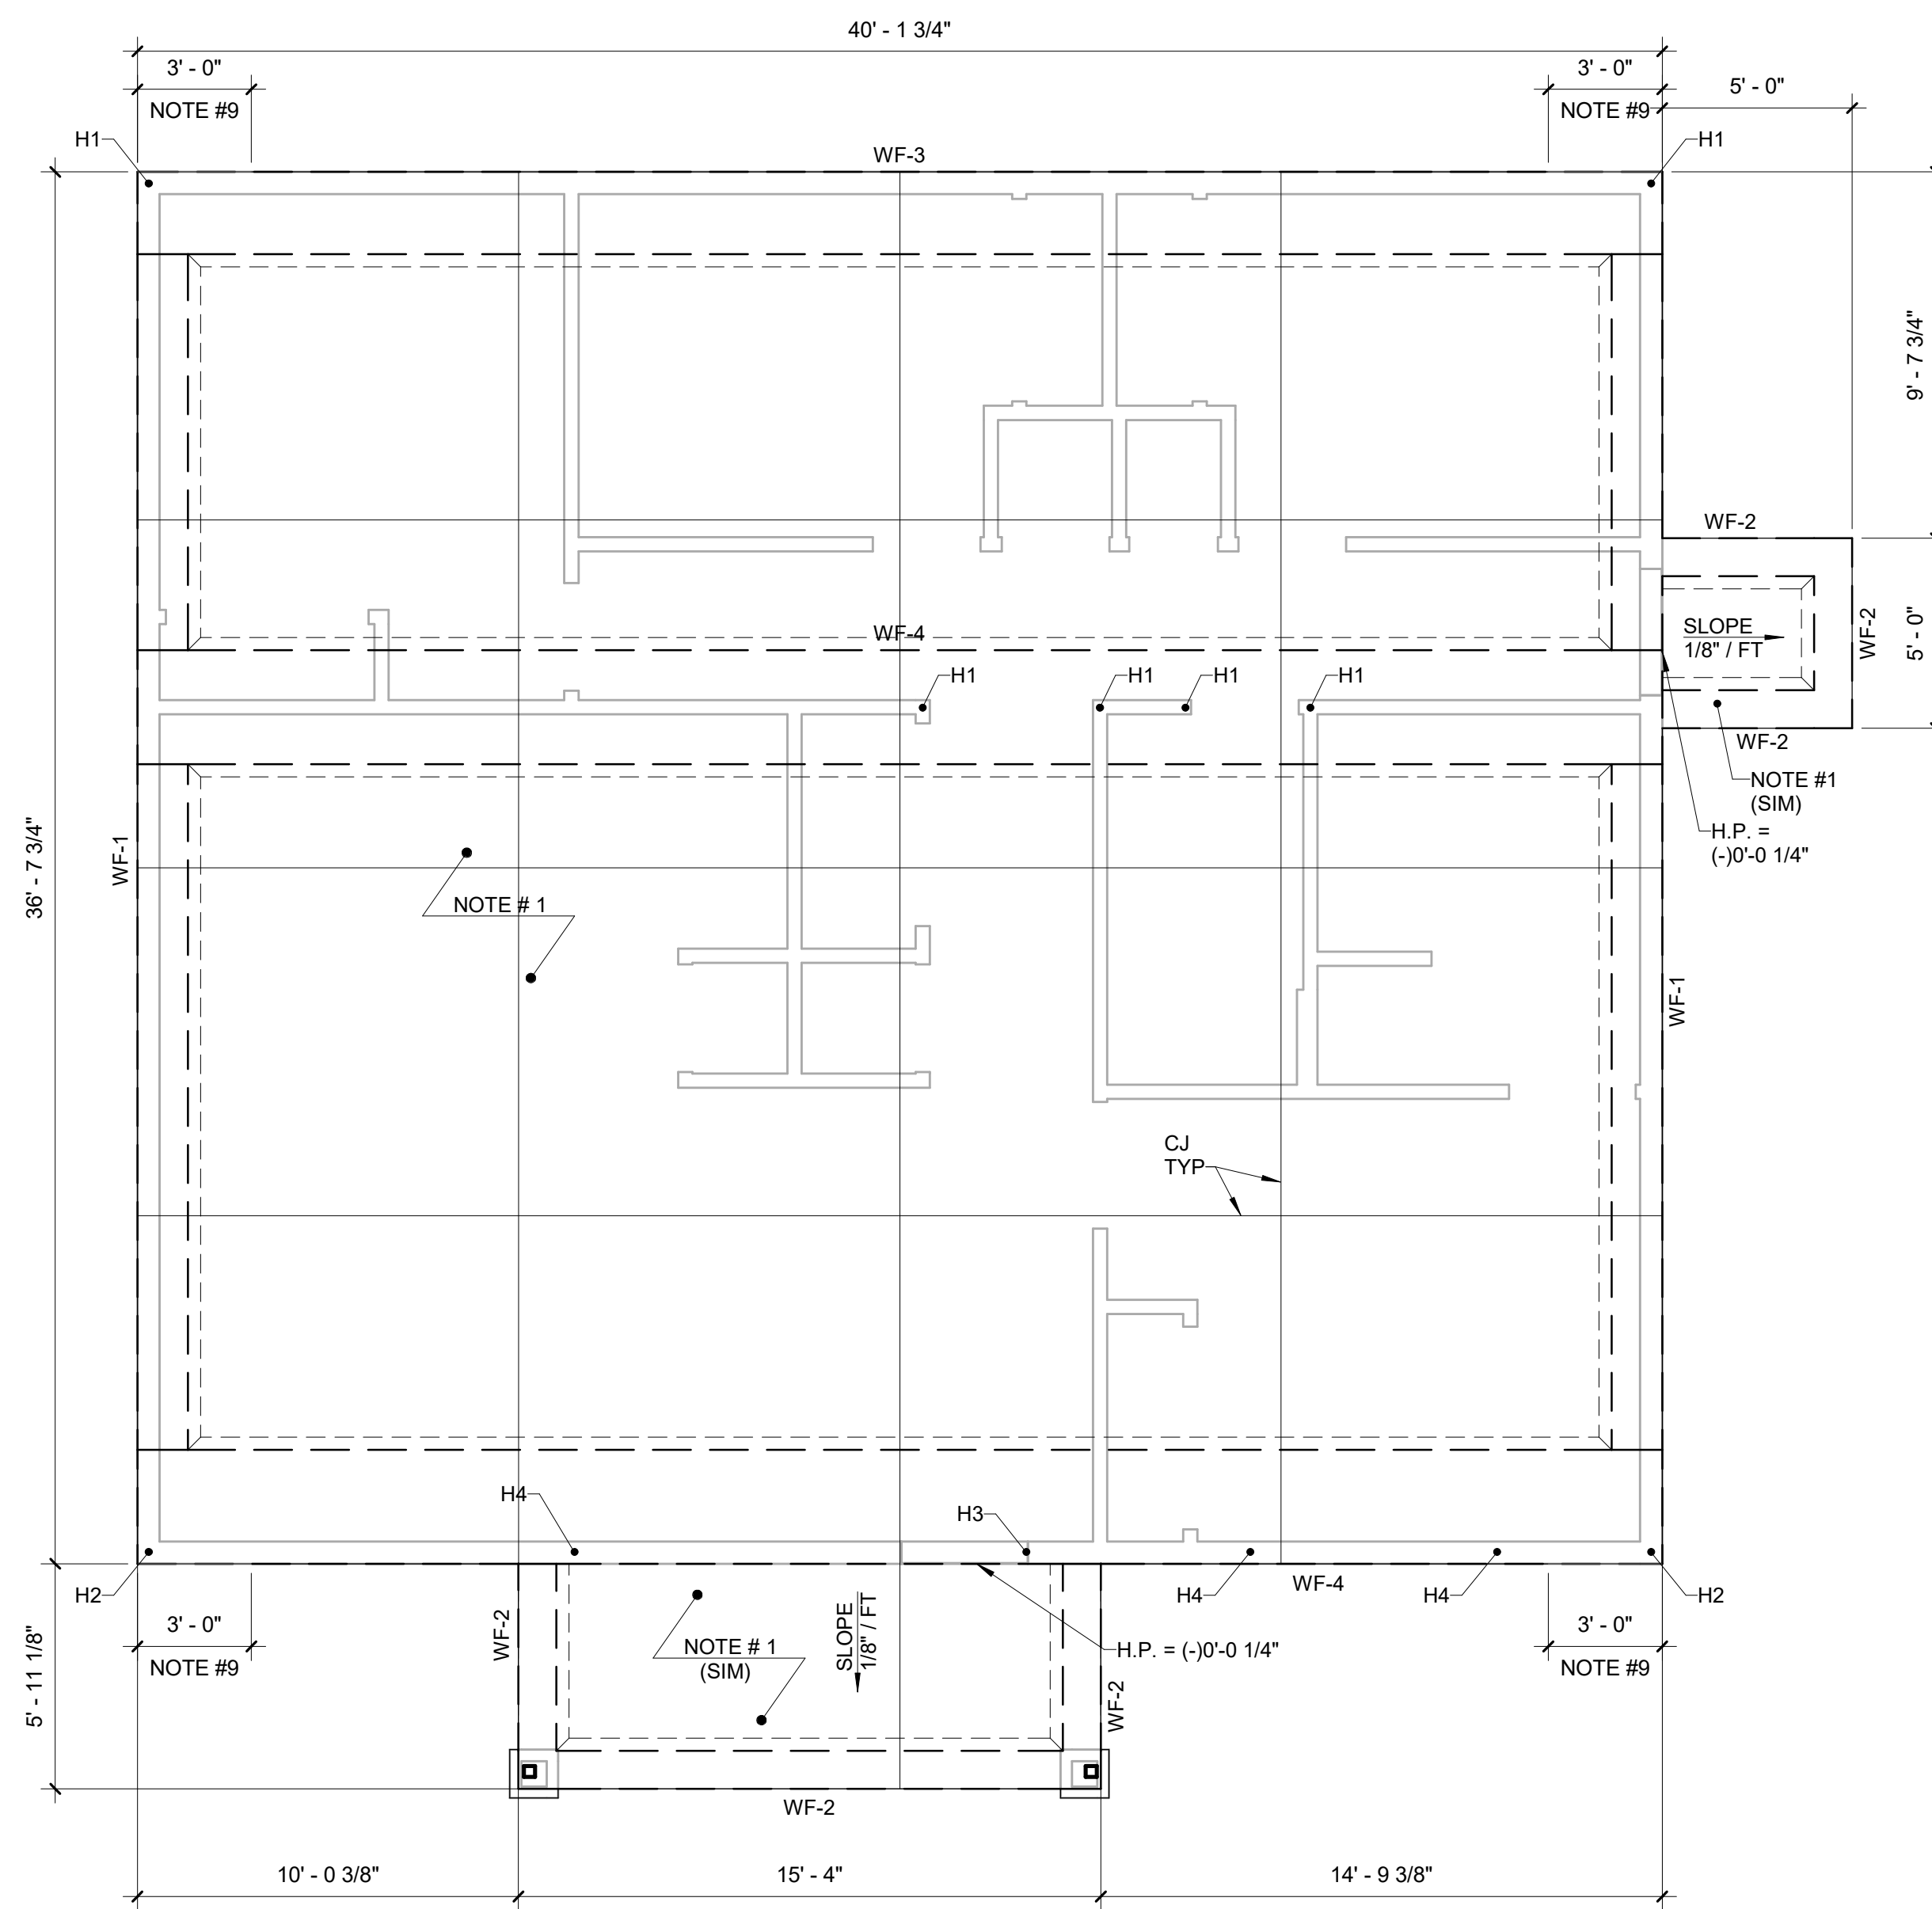 40' - 1 3/4"
3' - 0"
3' - 0"
5' - 0"
NOTE #9
NOTE #9
H1
H1
WF-3
9' - 7 3/4"
WF-2
WF-4
SLOPE
1/8" / FT
WF-2
5' - 0"
H1
H1
H1
H1
WF-2
NOTE #1
(SIM)
H.P. =
(-)0'-0 1/4"
36' - 7 3/4"
WF-1
NOTE # 1
WF-1
CJ
TYP
H4
H3
H2
H4
H4
H2
WF-4
3' - 0"
NOTE #9
WF-2
NOTE # 1
(SIM)
SLOPE
1/8" / FT
H.P. = (-)0'-0 1/4"
3' - 0"
NOTE #9
5' - 11 1/8"
WF-2
WF-2
10' - 0 3/8"
15' - 4"
14' - 9 3/8"